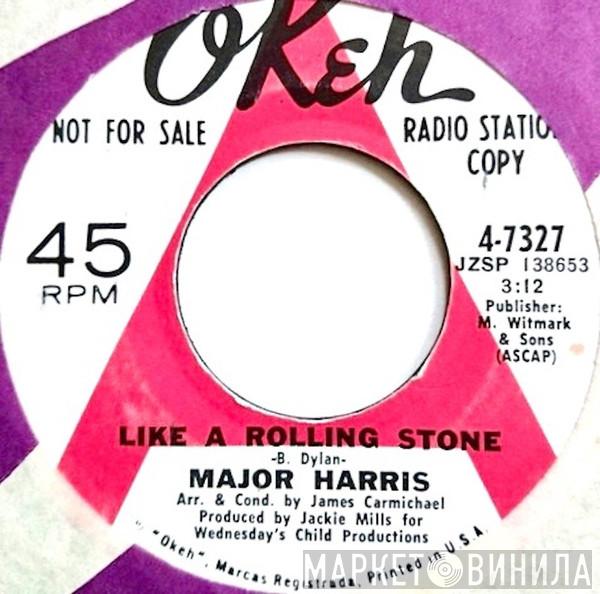 OKeh
NOT FOR SALE
RADIO STATIO
COPY
45
RPM
4-7327
JZSP 138653
3:12
Publisher:
M. Witmark
& Sons
(ASCAP)
LIKE A ROLLING STONE
-B. Dylan-
MAJOR HARRIS
Arr. & Cond. by James Carmichael
Produced by Jackie Mills for
Wednesday's Child Productions
"Okeh", Marcas Registrada. Printed in U.S.A.
МАРКЕТ ВИНИЛА